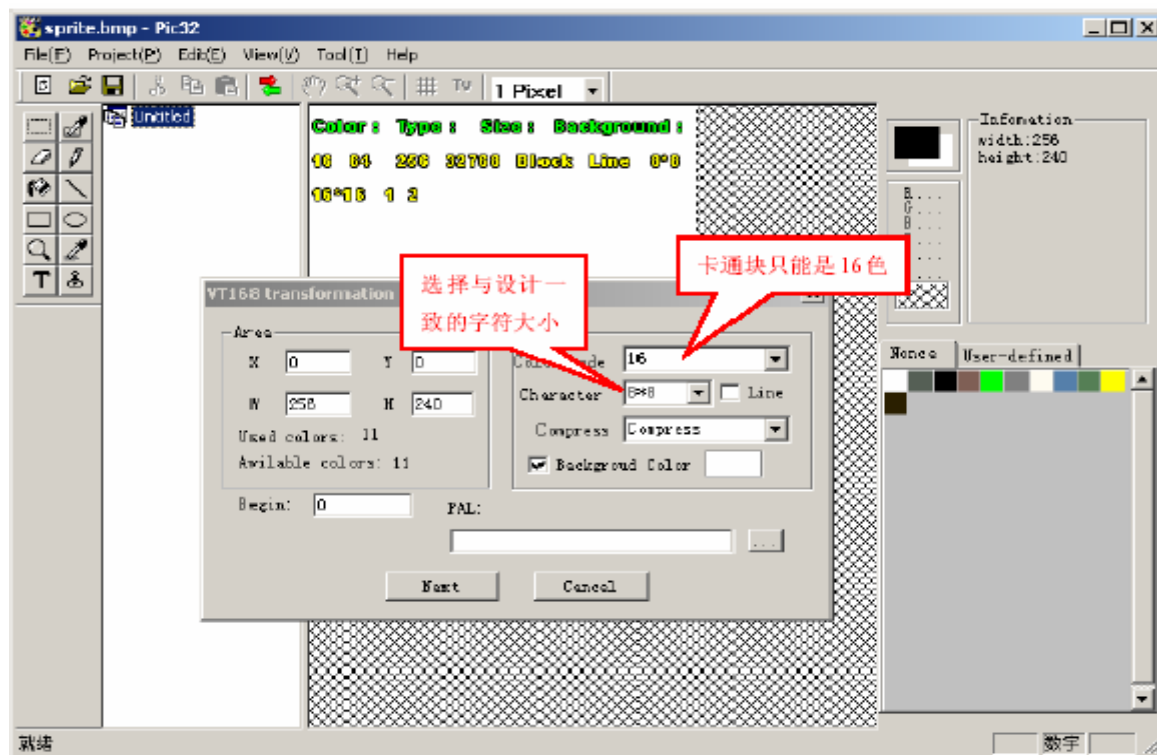 sprite.bmp - Pic32
File(F) Project(P) Edit(E) View(V) Tool(T) Help
1 Pixel
Untitled
Color: Type: Size: Background:
16 64 256 32768 Block Line 8*8
16*16 1 2
Infomation
width:256
height:240
R...
G...
B...
选择与设计一
致的字符大小
卡通块只能是16色
VT168 transformation
Area
X 0 Y 0
W 256 H 240
Used colors: 11
Available colors: 11
16
Character 8*8 Line
Compress Compress
Backgroud Color
Begin: 0
PAL:
...
Next Cancel
Nonce User-defined
就绪
数字